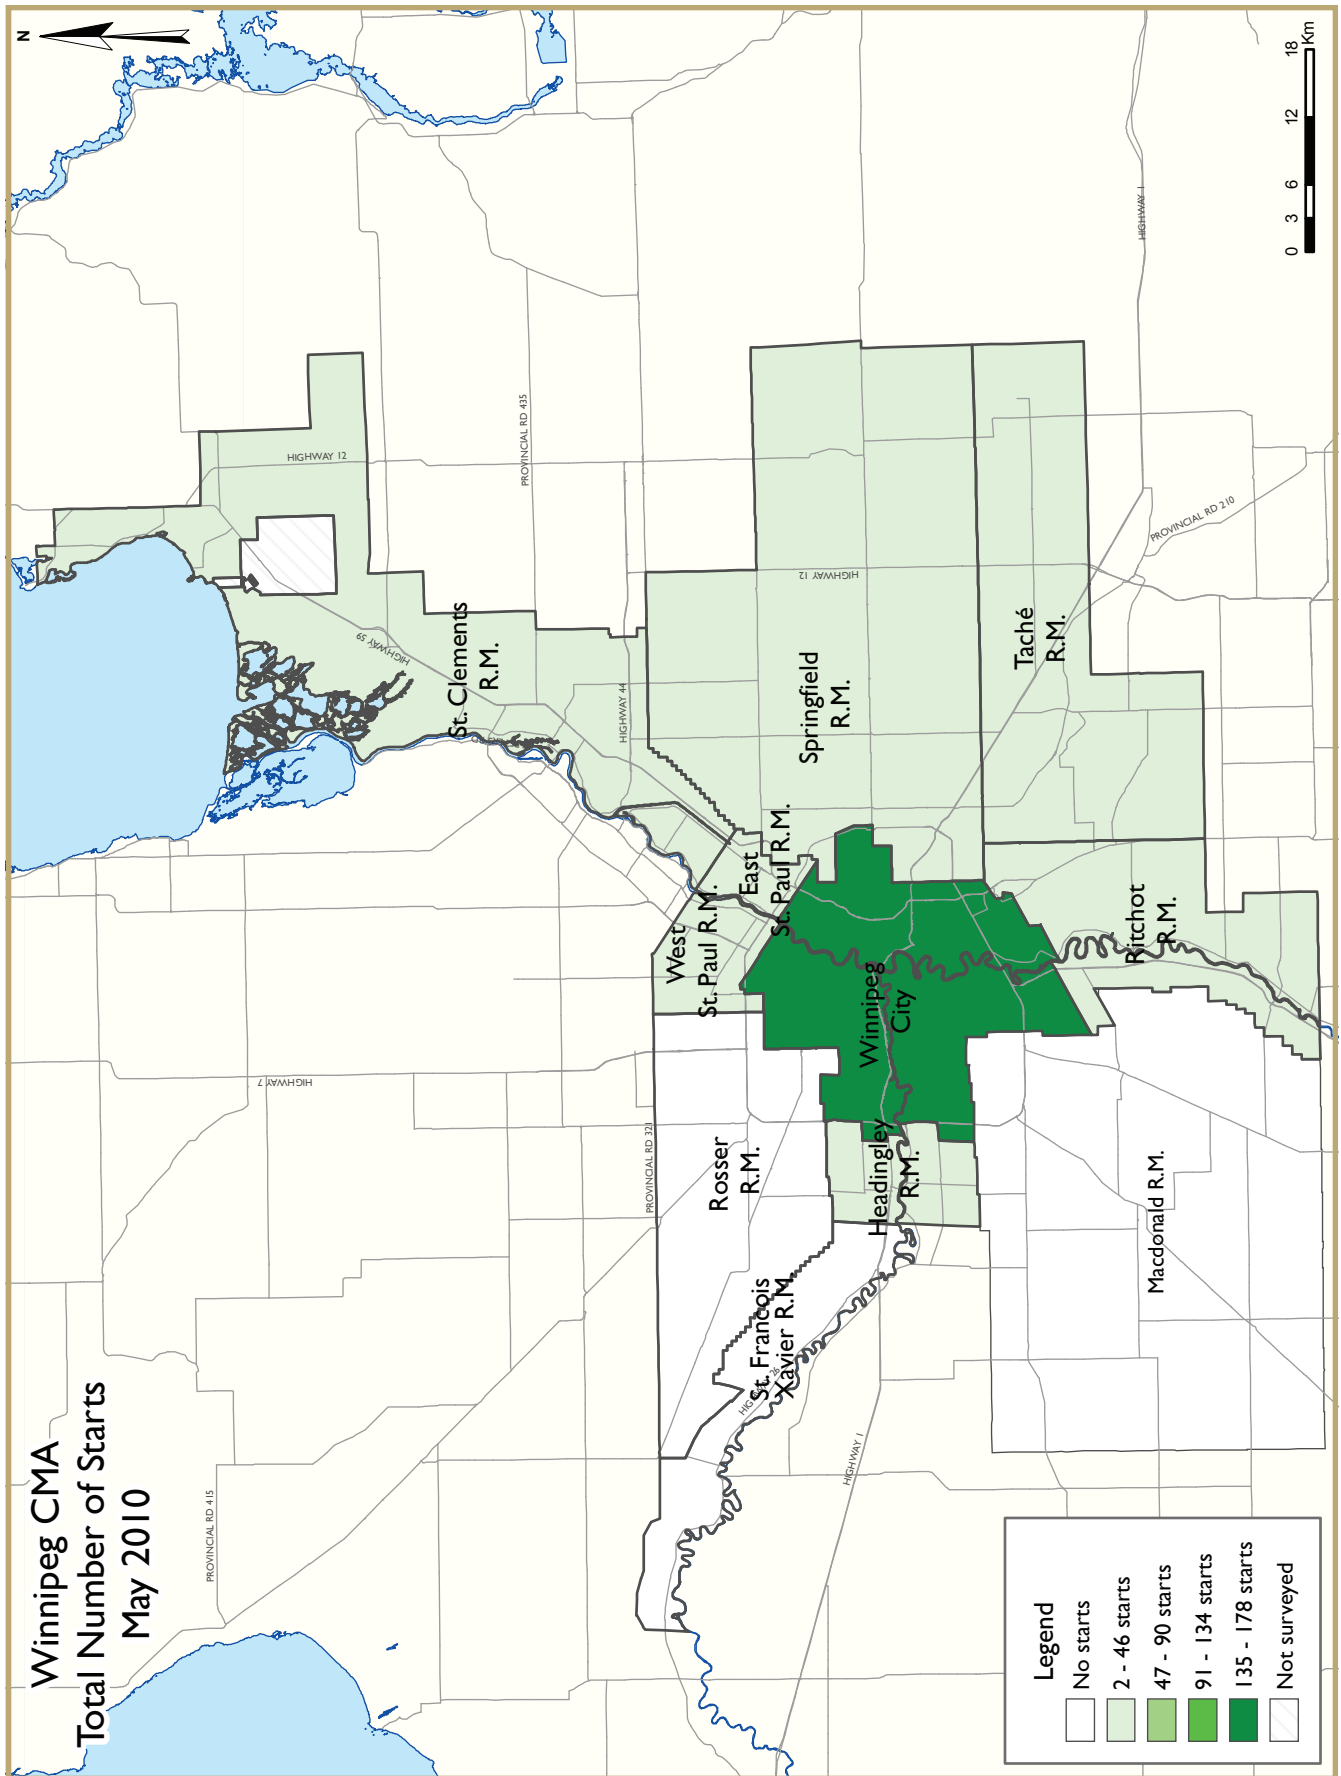 Winnipeg CMA
Total Number of Starts
May 2010
N
PROVINCIAL RD 415
HIGHWAY 7
HIGHWAY 12
HIGHWAY 59
St. Clements
R.M.
PROVINCIAL RD 435
HIGHWAY 44
PROVINCIAL RD 321
West
St. Paul R.M.
East
St. Paul R.M.
Rosser
R.M.
St. Francois
Xavier R.M.
HIGHWAY 26
Springfield
R.M.
HIGHWAY 12
Winnipeg
City
Headingley
R.M.
HIGHWAY 1
Taché
R.M.
Ritchot
R.M.
Macdonald R.M.
HIGHWAY 1
PROVINCIAL RD 210
Legend
No starts
2 - 46 starts
47 - 90 starts
91 - 134 starts
135 - 178 starts
Not surveyed
0 3 6 12 18
Km